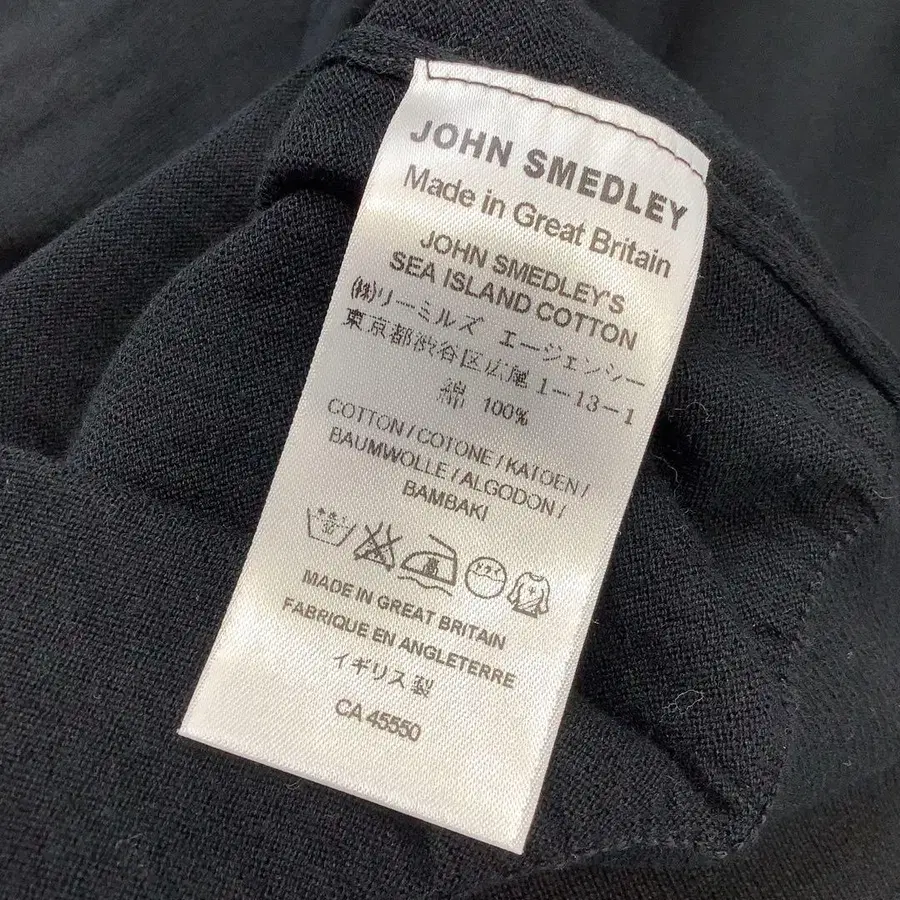 JOHN SMEDLEY
Made in Great Britain
JOHN SMEDLEY'S
SEA ISLAND COTTON
㈱リーミルズ エージェンシー
東京都渋谷区広尾1-13-1
綿 100%
COTTON/COTONE/KATOEN/
BAUMWOLLE/ALGODON/
BAMBAKI
MADE IN GREAT BRITAIN
FABRIQUE EN ANGLETERRE
イギリス製
CA 45550